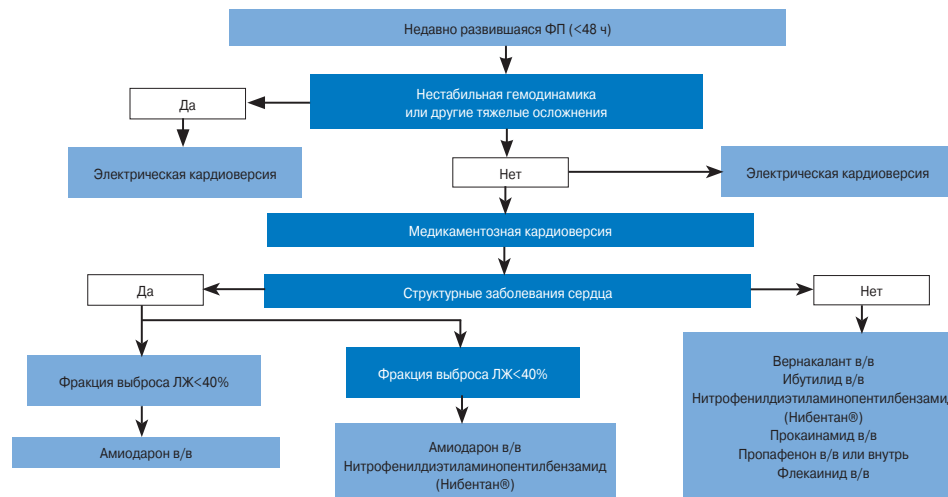 Недавно развившаяся ФП (<48 ч)
Нестабильная гемодинамика
или другие тяжелые осложнения
Да
Электрическая кардиоверсия
Нет
Электрическая кардиоверсия
Медикаментозная кардиоверсия
Структурные заболевания сердца
Да
Нет
Фракция выброса ЛЖ<40%
Фракция выброса ЛЖ<40%
Амиодарон в/в
Амиодарон в/в
Нитрофенилдиэтиламинопентилбензамид
(Нибентан®)
Вернакалант в/в
Ибутилид в/в
Нитрофенилдиэтиламинопентилбензамид
(Нибентан®)
Прокаинамид в/в
Пропафенон в/в или внутрь
Флекаинид в/в